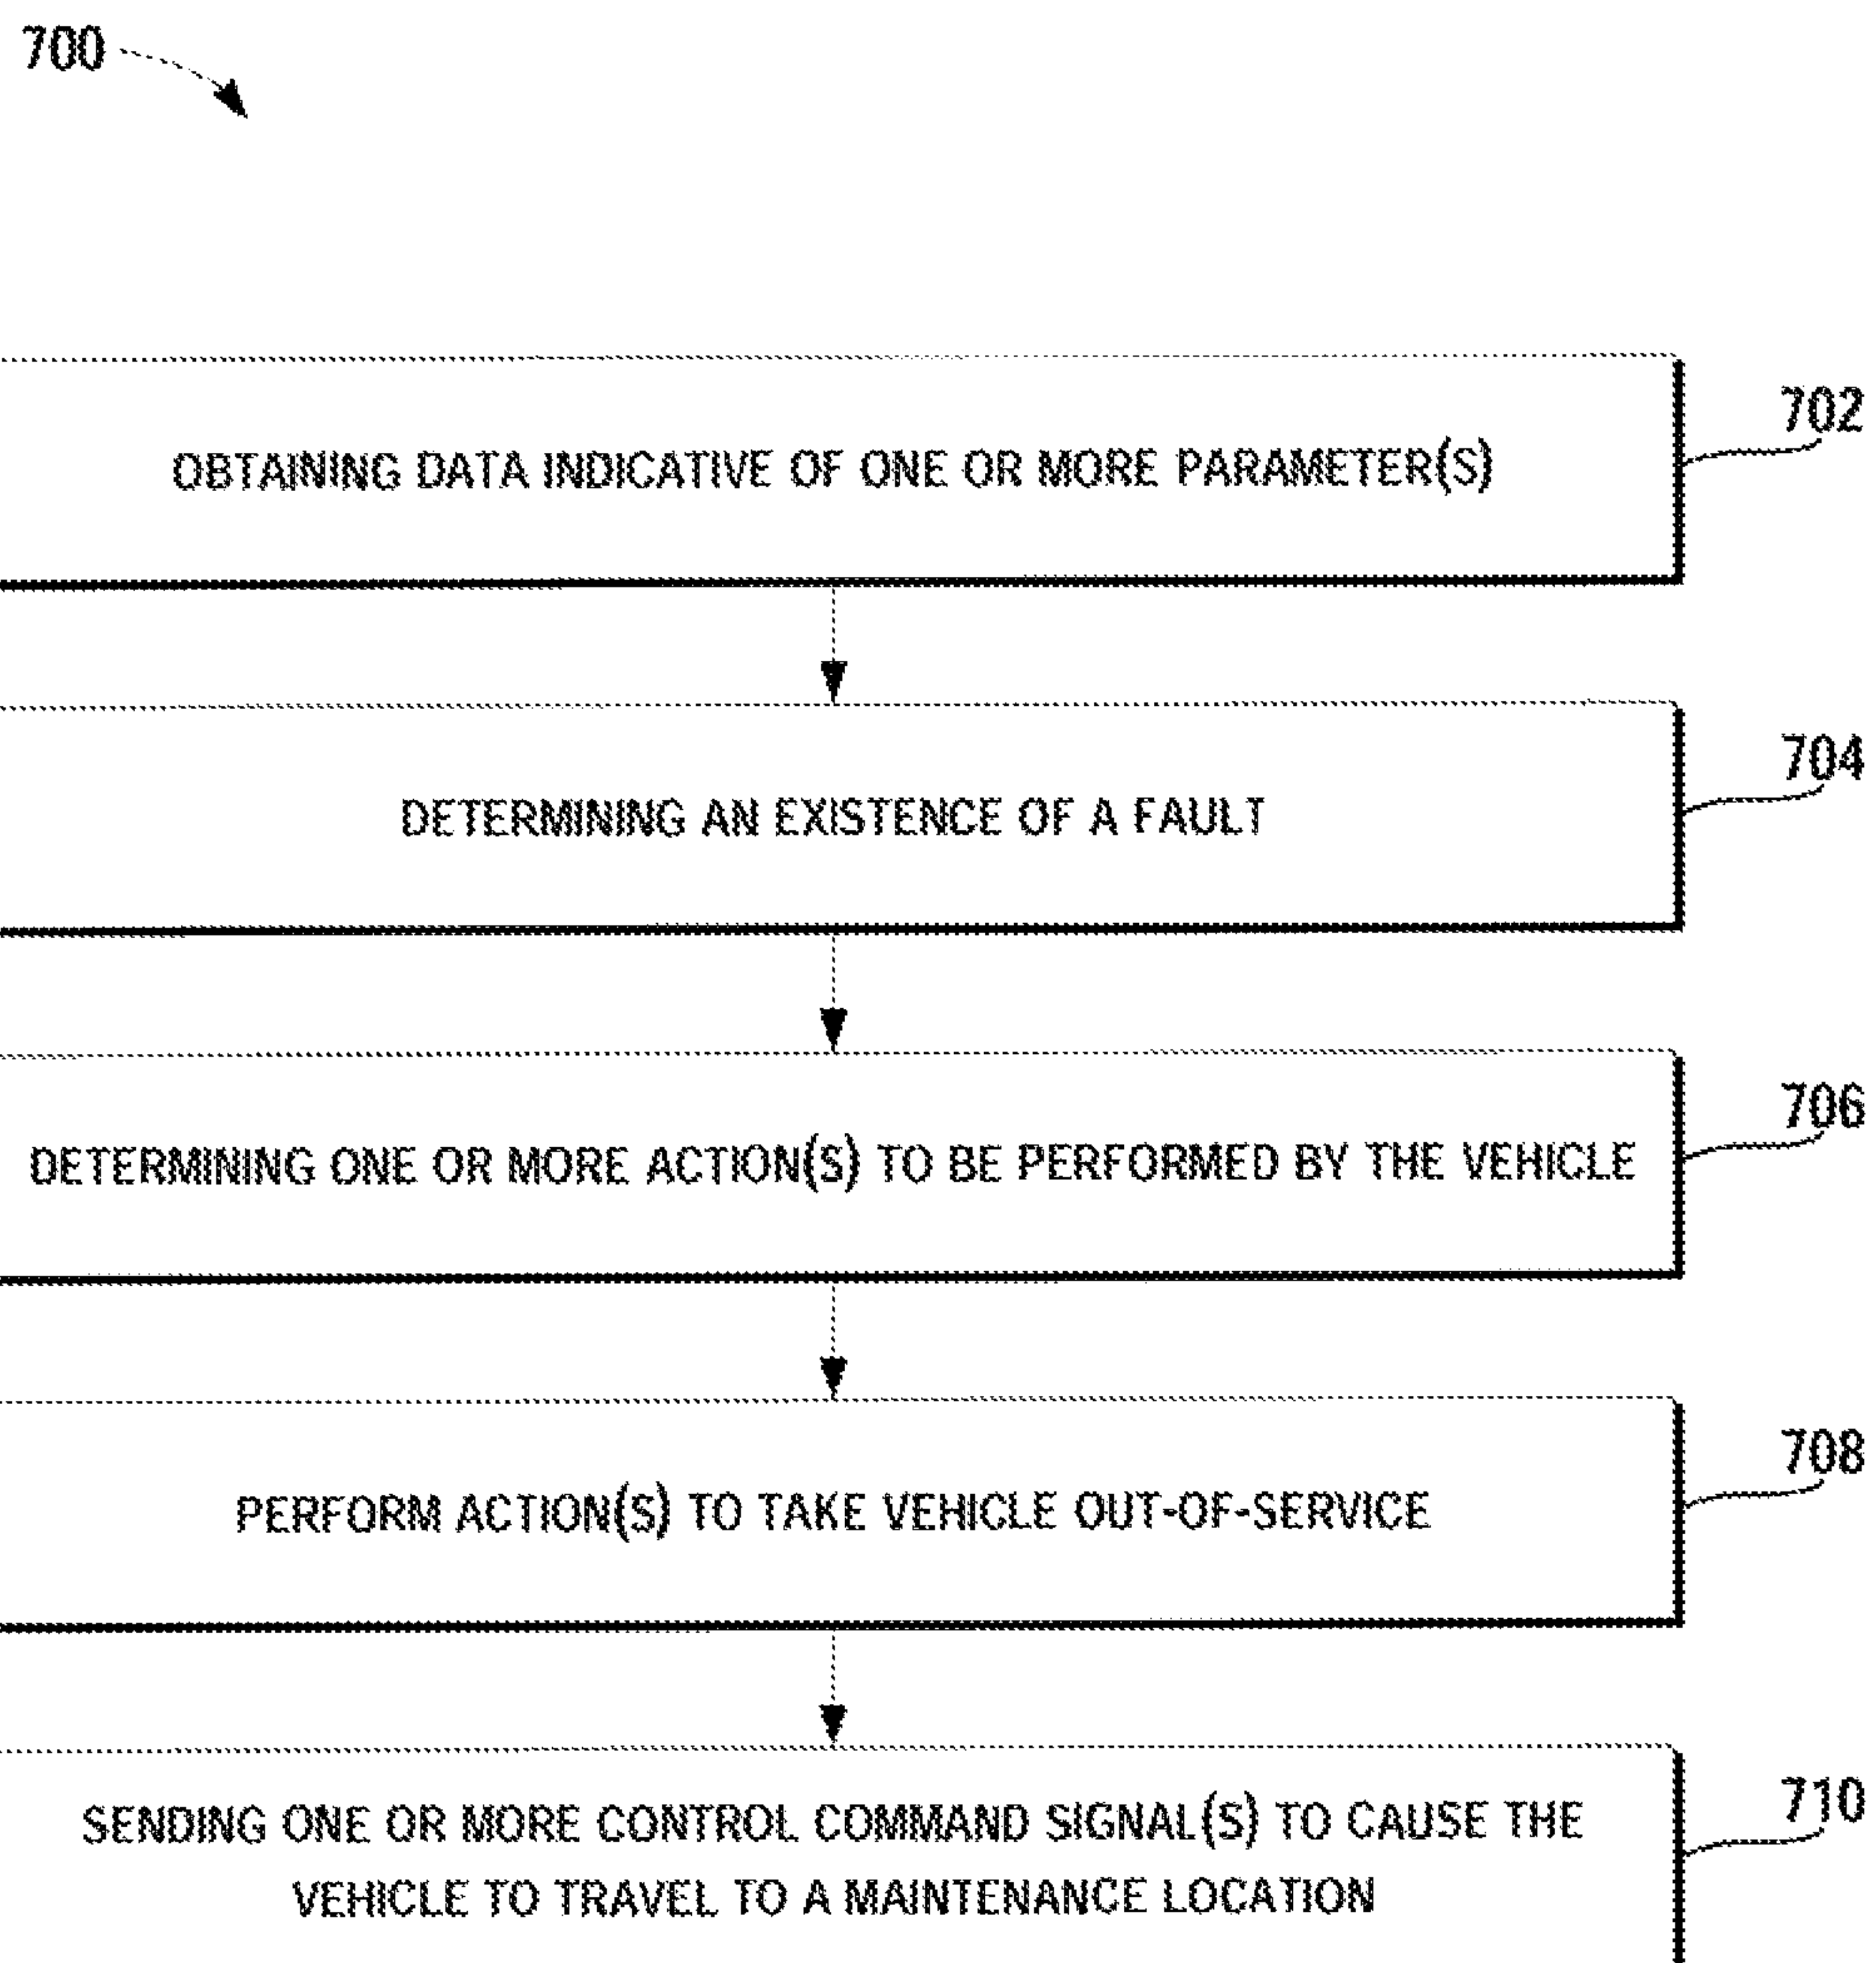 700
702
OBTAINING DATA INDICATIVE OF ONE OR MORE PARAMETER(S)
704
DETERMINING AN EXISTENCE OF A FAULT
706
DETERMINING ONE OR MORE ACTION(S) TO BE PERFORMED BY THE VEHICLE
708
PERFORM ACTION(S) TO TAKE VEHICLE OUT-OF-SERVICE
710
SENDING ONE OR MORE CONTROL COMMAND SIGNAL(S) TO CAUSE THE
VEHICLE TO TRAVEL TO A MAINTENANCE LOCATION